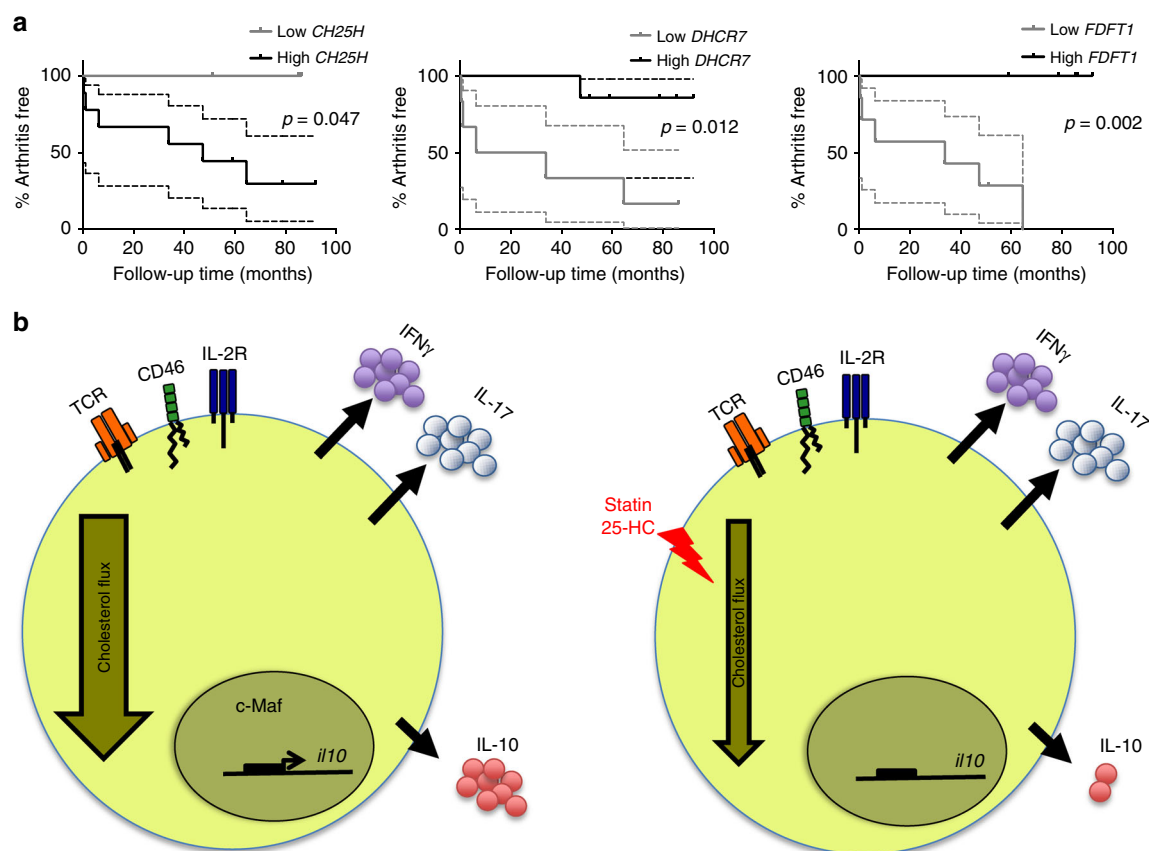 a
Low CH25H
High CH25H
% Arthritis free
100
50
0
p = 0.047
0 20 40 60 80 100
Follow-up time (months)
Low DHCR7
High DHCR7
% Arthritis free
100
50
0
p = 0.012
0 20 40 60 80 100
Follow-up time (months)
Low FDFT1
High FDFT1
% Arthritis free
100
50
0
p = 0.002
0 20 40 60 80 100
Follow-up time (months)
b
TCR
CD46
IL-2R
IFNγ
IL-17
Cholesterol flux
c-Maf
il10
IL-10
TCR
CD46
IL-2R
IFNγ
IL-17
Statin
25-HC
Cholesterol flux
il10
IL-10